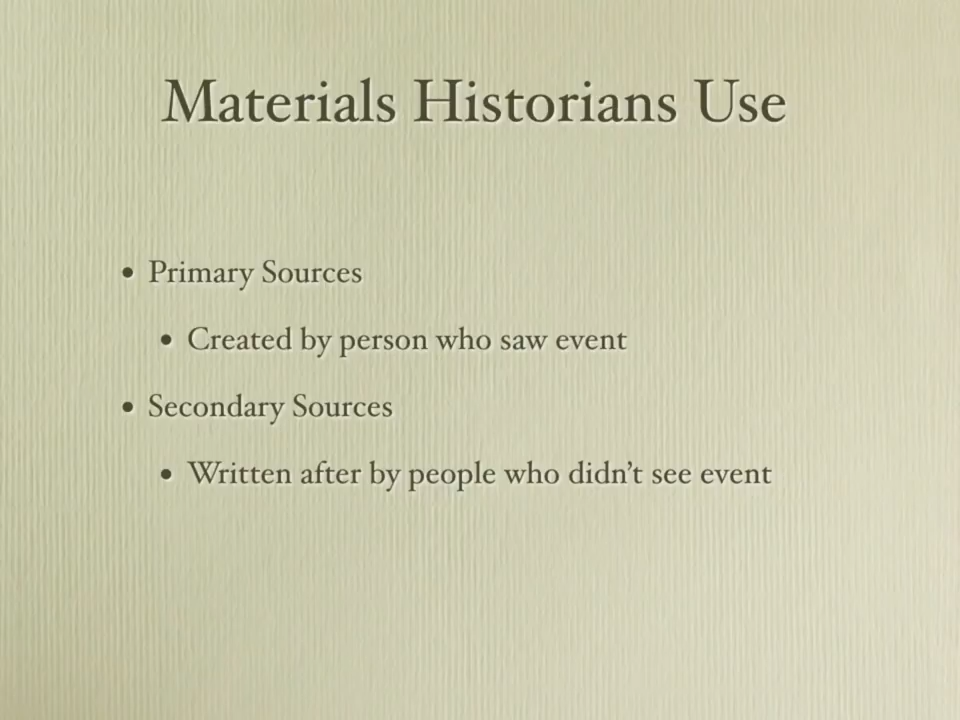 Materials Historians Use
• Primary Sources
• Created by person who saw event
• Secondary Sources
• Written after by people who didn’t see event